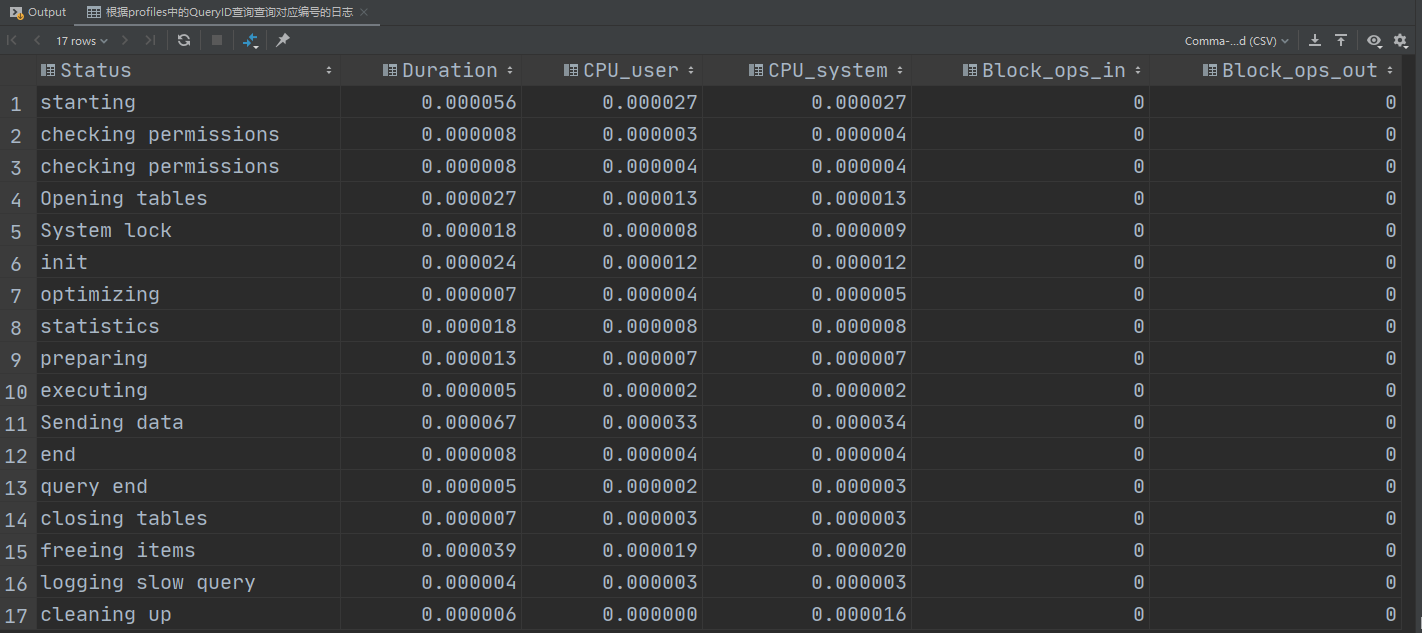 Output 根据profiles中的QueryID查询查询对应编号的日志
17 rows Comma-...d (CSV)
Status Duration CPU_user CPU_system Block_ops_in Block_ops_out
1 starting 0.000056 0.000027 0.000027 0 0
2 checking permissions 0.000008 0.000003 0.000004 0 0
3 checking permissions 0.000008 0.000004 0.000004 0 0
4 Opening tables 0.000027 0.000013 0.000013 0 0
5 System lock 0.000018 0.000008 0.000009 0 0
6 init 0.000024 0.000012 0.000012 0 0
7 optimizing 0.000007 0.000004 0.000005 0 0
8 statistics 0.000018 0.000008 0.000008 0 0
9 preparing 0.000013 0.000007 0.000007 0 0
10 executing 0.000005 0.000002 0.000002 0 0
11 Sending data 0.000067 0.000033 0.000034 0 0
12 end 0.000008 0.000004 0.000004 0 0
13 query end 0.000005 0.000002 0.000003 0 0
14 closing tables 0.000007 0.000003 0.000003 0 0
15 freeing items 0.000039 0.000019 0.000020 0 0
16 logging slow query 0.000004 0.000003 0.000003 0 0
17 cleaning up 0.000006 0.000000 0.000016 0 0